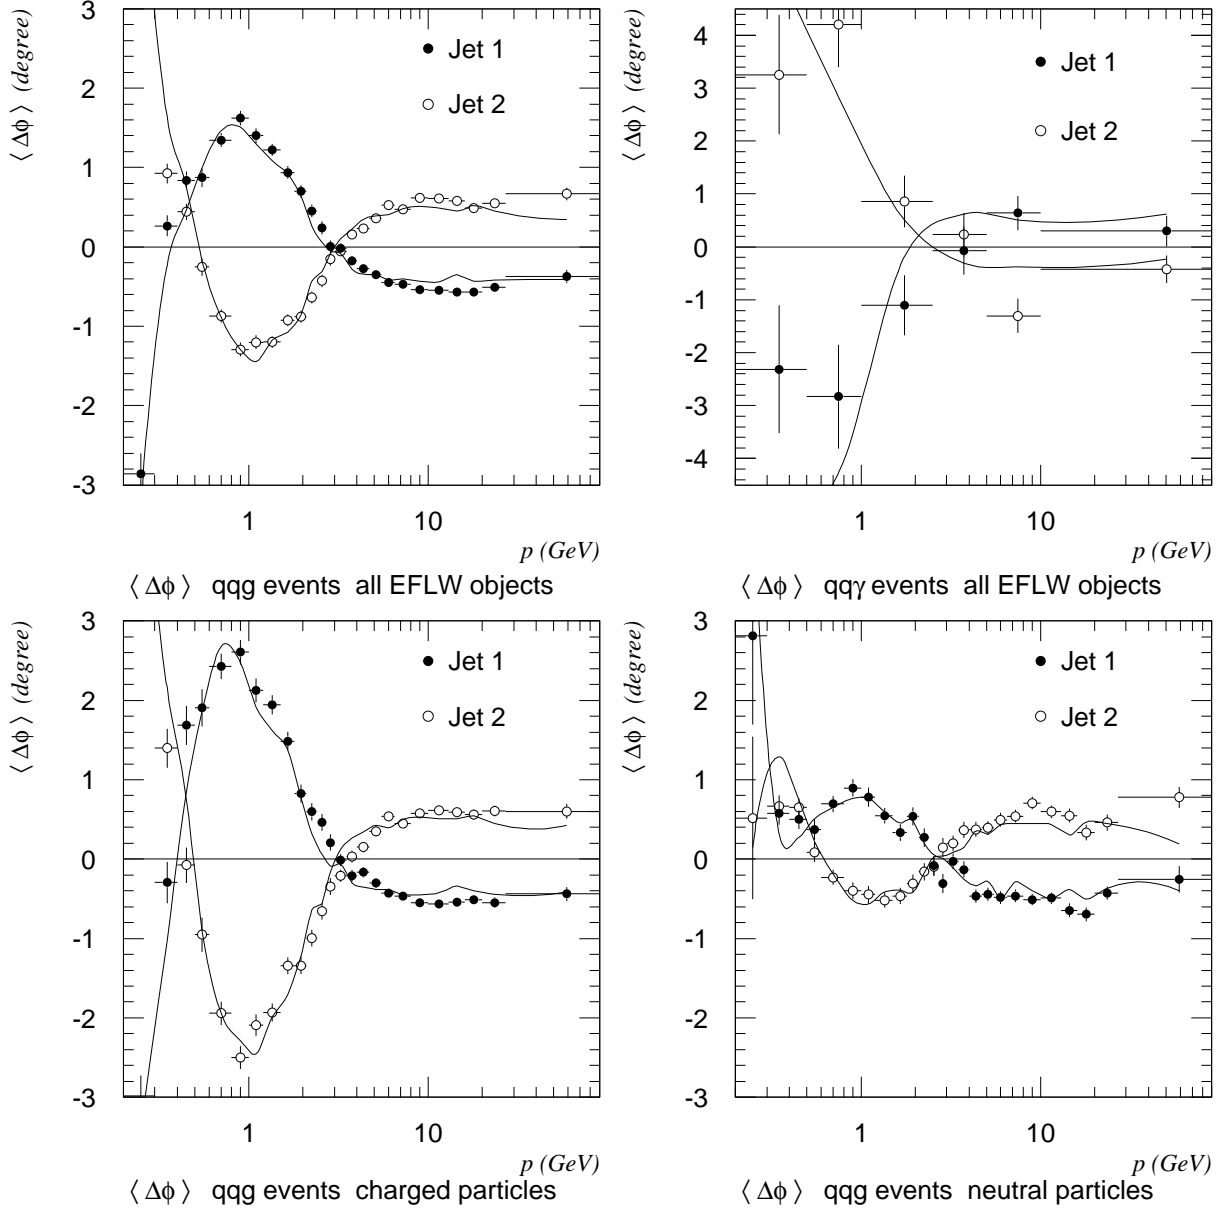 ⟨ Δϕ ⟩ (degree)
3
2
1
0
-1
-2
-3
Jet 1
Jet 2
1
10
p (GeV)
⟨ Δϕ ⟩ qqg events all EFLW objects
⟨ Δϕ ⟩ (degree)
4
3
2
1
0
-1
-2
-3
-4
Jet 1
Jet 2
1
10
p (GeV)
⟨ Δϕ ⟩ qqγ events all EFLW objects
⟨ Δϕ ⟩ (degree)
3
2
1
0
-1
-2
-3
Jet 1
Jet 2
1
10
p (GeV)
⟨ Δϕ ⟩ qqg events charged particles
⟨ Δϕ ⟩ (degree)
3
2
1
0
-1
-2
-3
Jet 1
Jet 2
1
10
p (GeV)
⟨ Δϕ ⟩ qqg events neutral particles